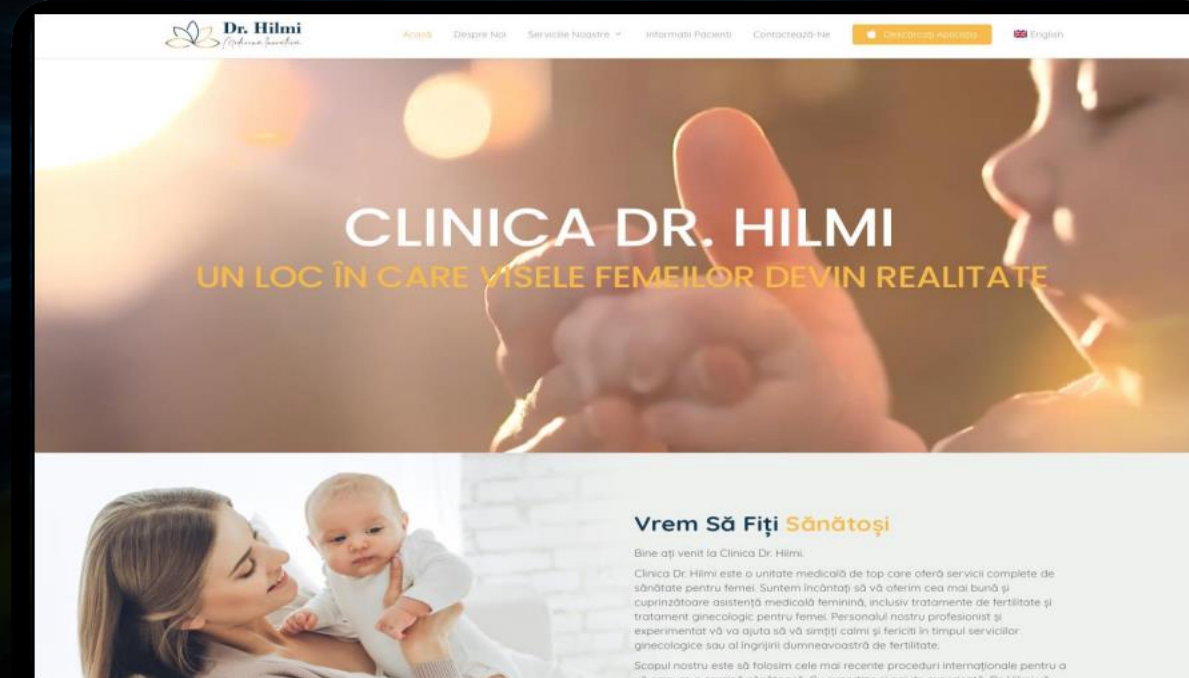 Dr. Hilmi
Medicina Inovativa
Acasă Despre Noi Serviciile Noastre Informatii Pacienti Contactează-Ne Descărcați Aplicația English
CLINICA DR. HILMI
UN LOC ÎN CARE VISELE FEMEILOR DEVIN REALITATE
Vrem Să Fiți Sănătoși
Bine ați venit la Clinica Dr. Hilmi.
Clinica Dr. Hilmi este o unitate medicală de top care oferă servicii complete de
sănătate pentru femei. Suntem încântați să vă oferim cea mai bună și
cuprinzătoare asistență medicală feminină, inclusiv tratamente de fertilitate și
tratament ginecologic pentru femei. Personalul nostru profesionist și
experimentat vă va ajuta să vă simțiți calmi și fericiți în timpul serviciilor
ginecologice sau al îngrijirii dumneavoastră de fertilitate.
Scopul nostru este să folosim cele mai recente proceduri internaționale pentru a